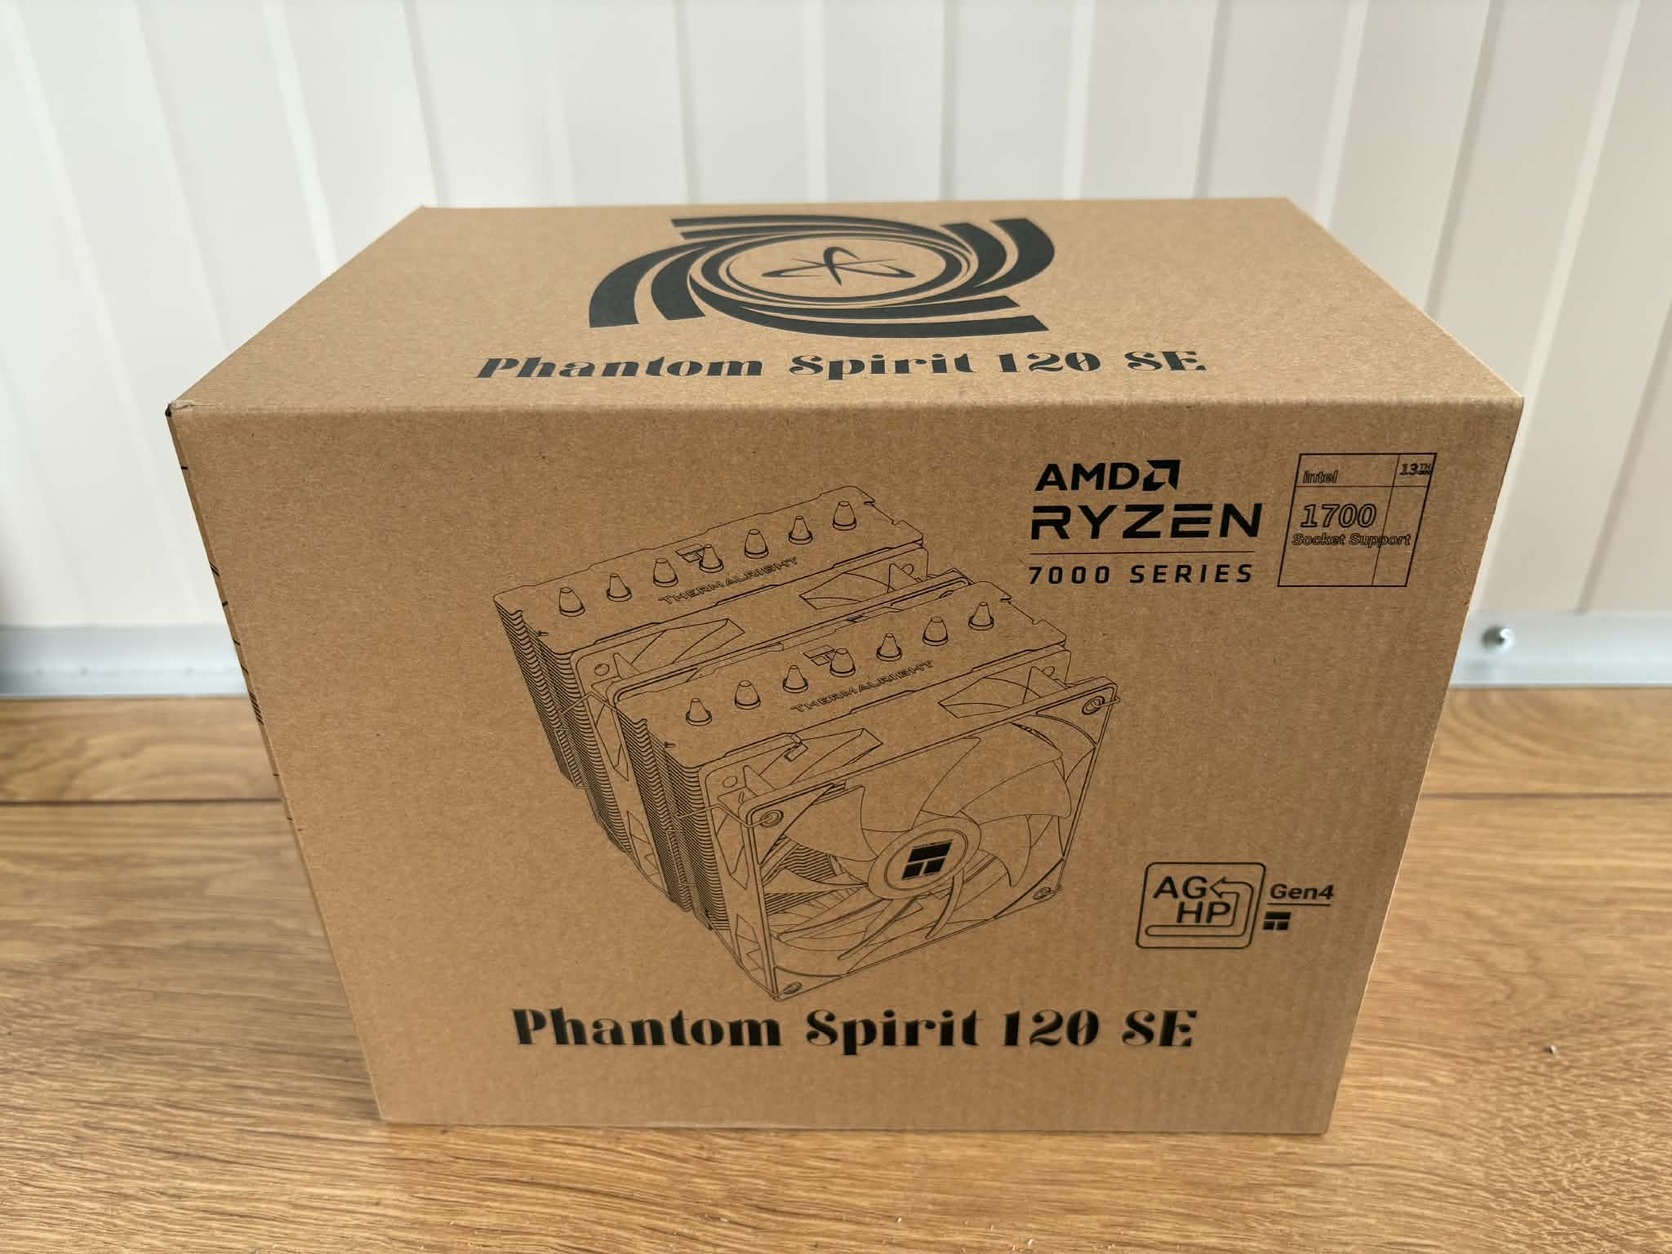 Phantom Spirit 120 SE
AMD
RYZEN
7000 SERIES
intel
13TH GEN
1700
Socket Support
THERMALRIGHT
THERMALRIGHT
AG
HP
Gen4
Phantom Spirit 120 SE